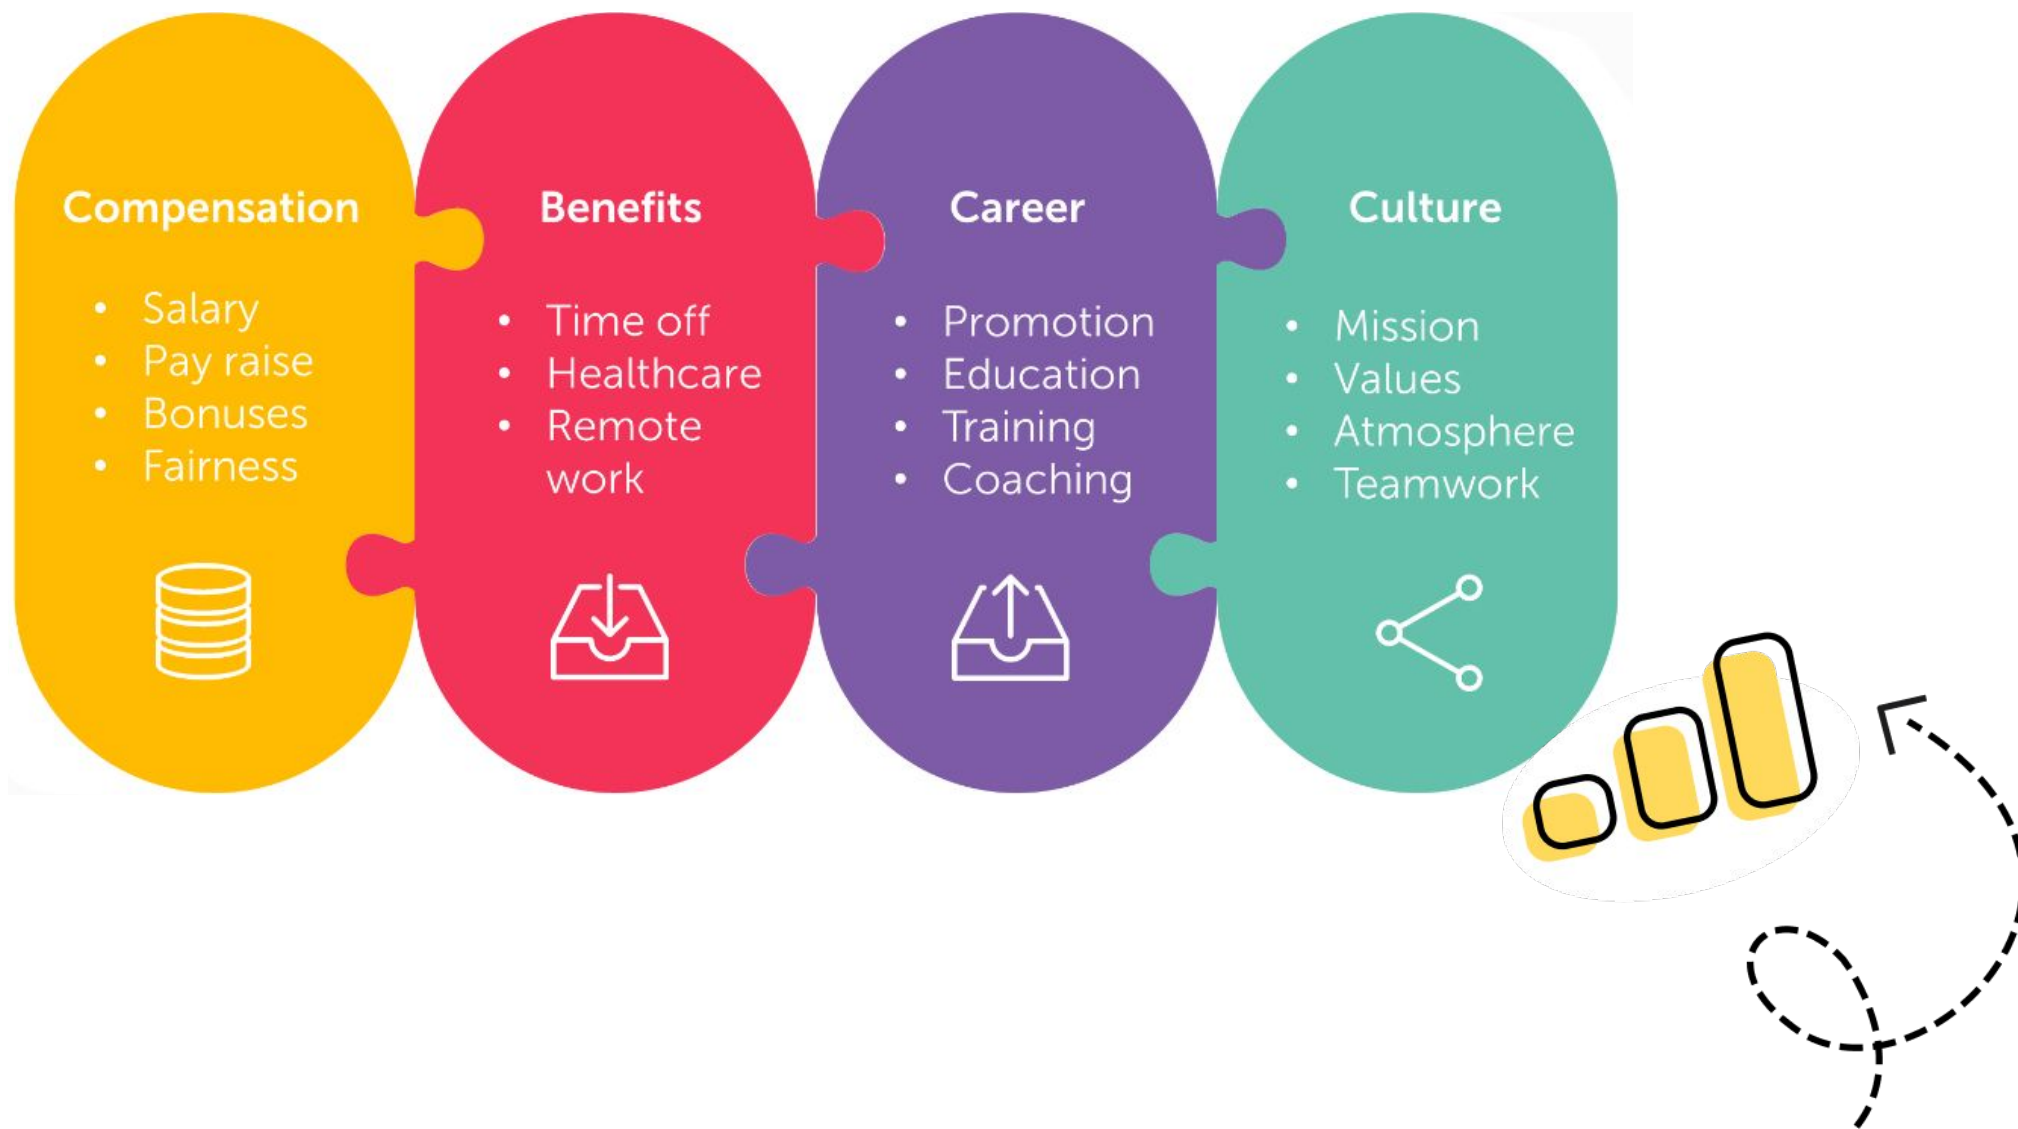 Compensation
• Salary
• Pay raise
• Bonuses
• Fairness
Benefits
• Time off
• Healthcare
• Remote
work
Career
• Promotion
• Education
• Training
• Coaching
Culture
• Mission
• Values
• Atmosphere
• Teamwork